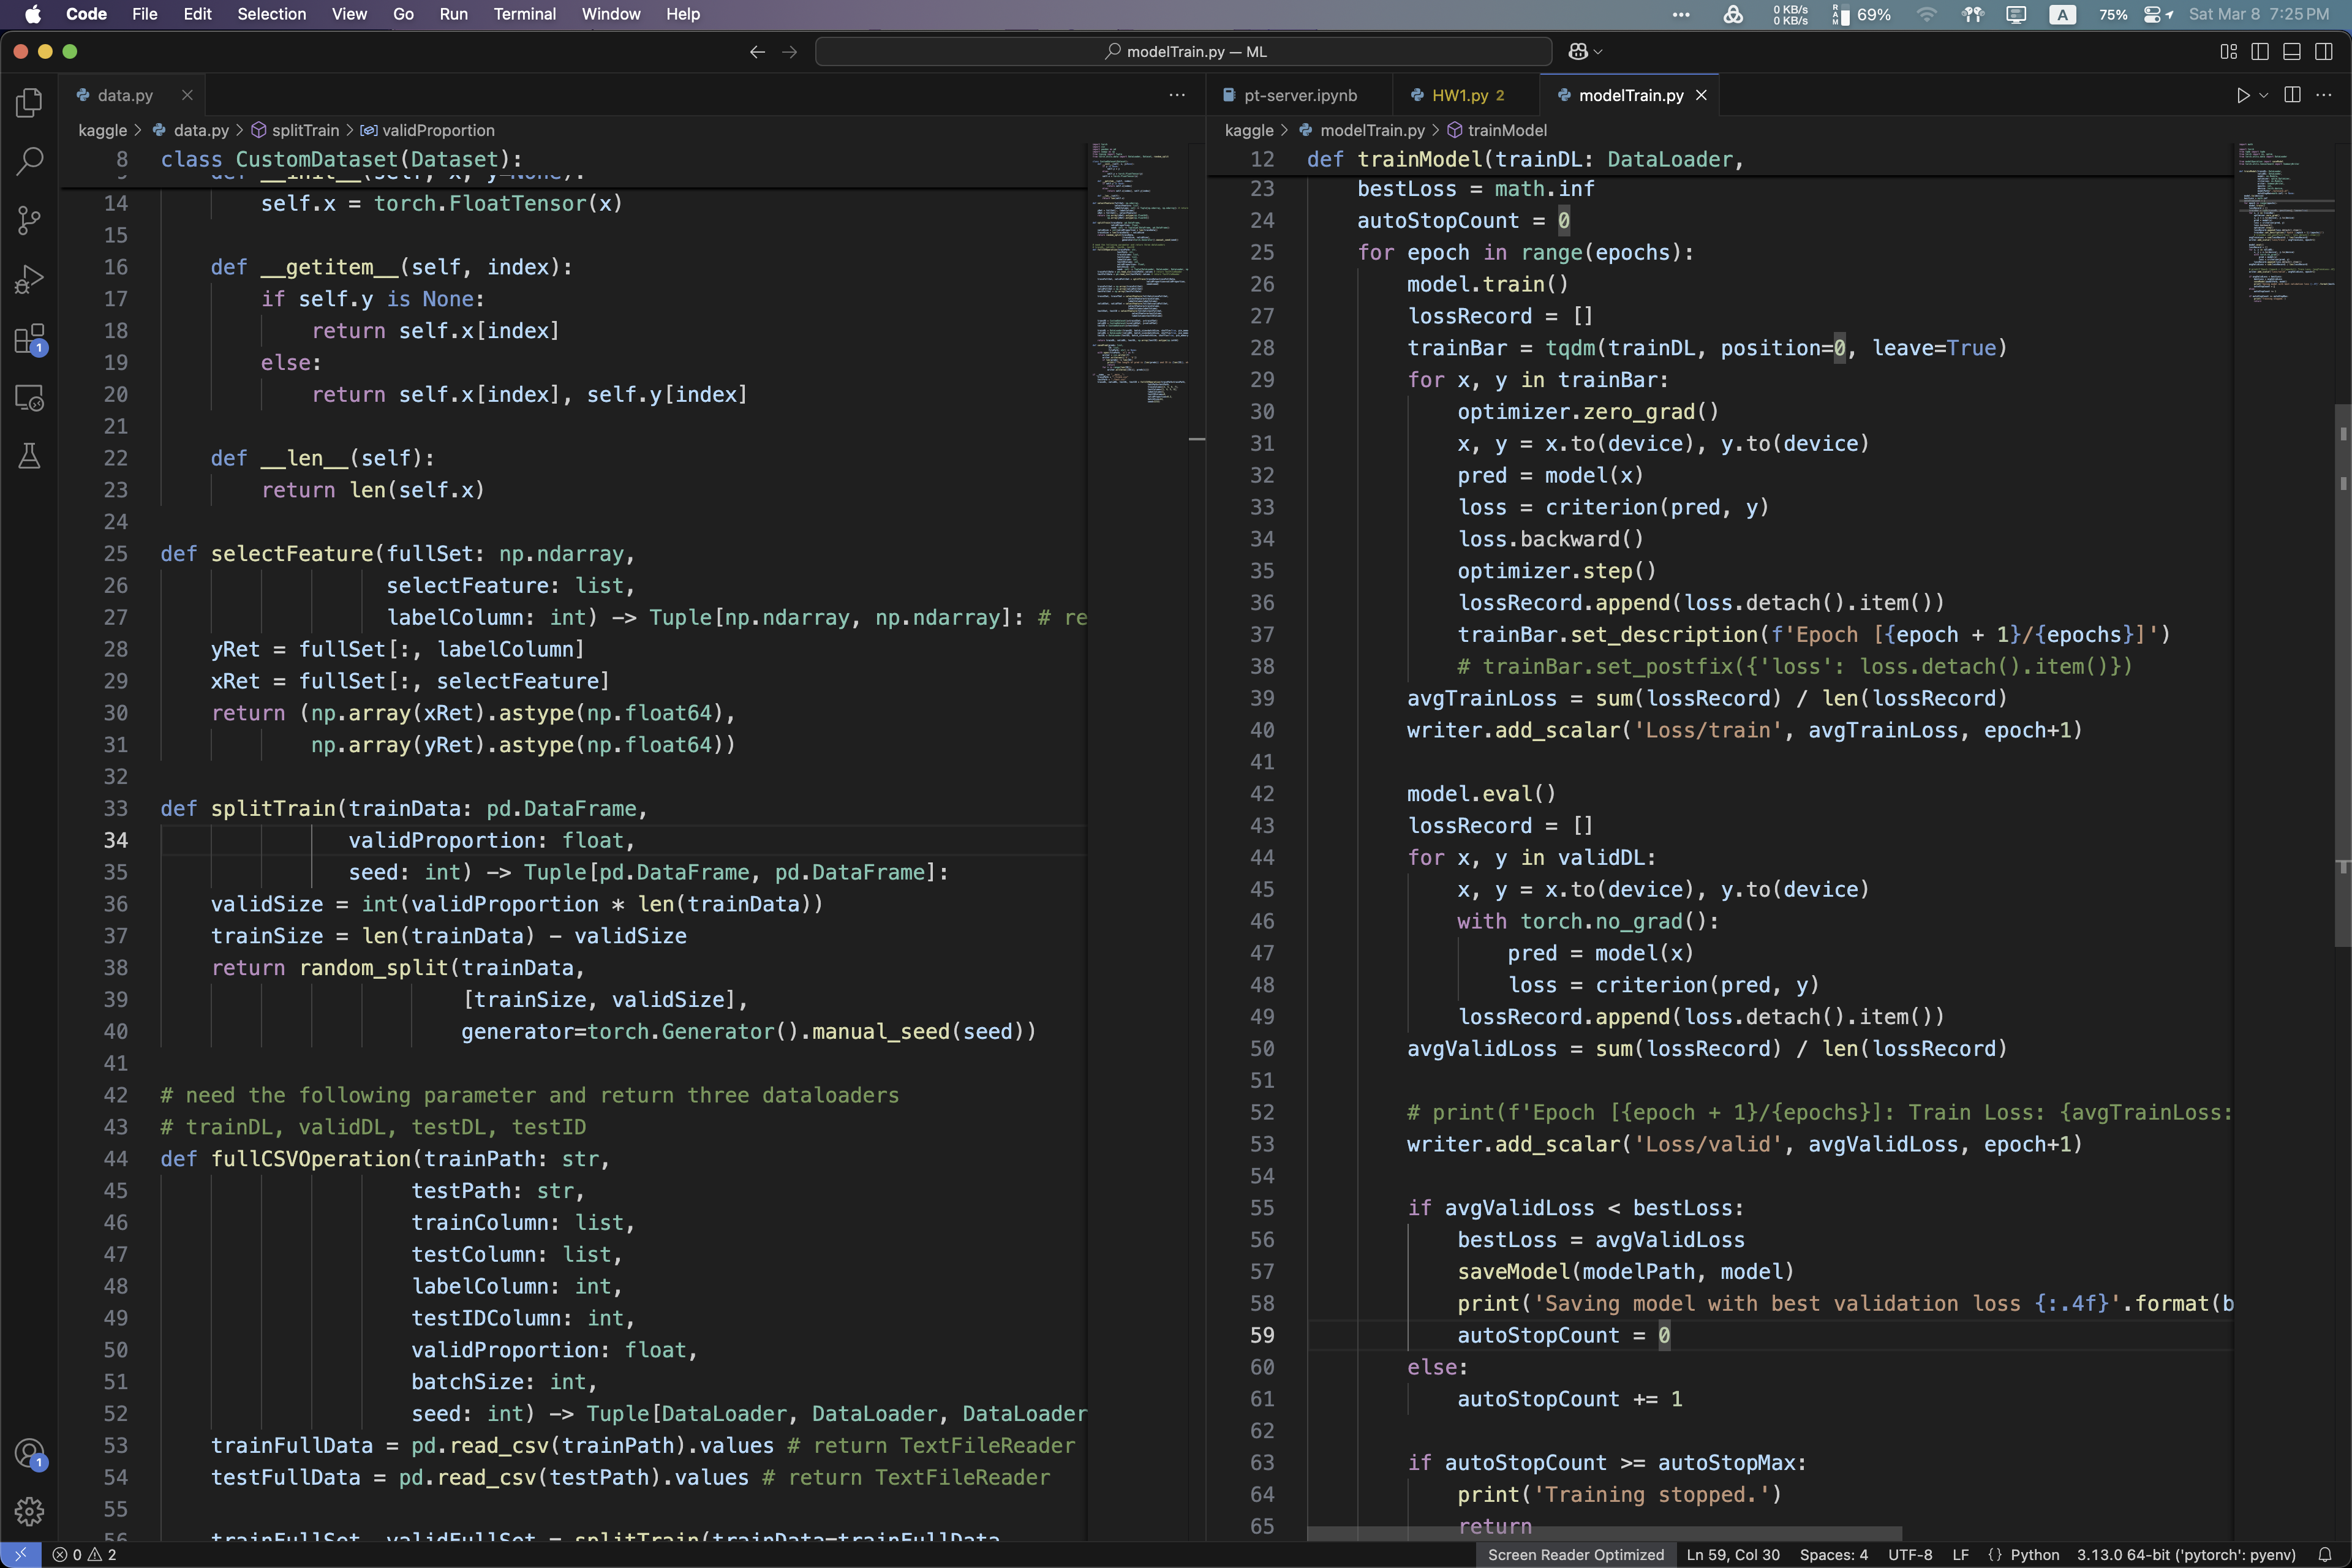 Code File Edit Selection View Go Run Terminal Window Help
0 KB/s
0 KB/s
69% A 75% Sat Mar 8 7:25 PM
modelTrain.py — ML
data.py
kaggle > data.py > splitTrain > validProportion
8 class CustomDataset(Dataset):
14 self.x = torch.FloatTensor(x)
15
16 def __getitem__(self, index):
17 if self.y is None:
18 return self.x[index]
19 else:
20 return self.x[index], self.y[index]
21
22 def __len__(self):
23 return len(self.x)
24
25 def selectFeature(fullSet: np.ndarray,
26 selectFeature: list,
27 labelColumn: int) -> Tuple[np.ndarray, np.ndarray]: # re
28 yRet = fullSet[:, labelColumn]
29 xRet = fullSet[:, selectFeature]
30 return (np.array(xRet).astype(np.float64),
31 np.array(yRet).astype(np.float64))
32
33 def splitTrain(trainData: pd.DataFrame,
34 validProportion: float,
35 seed: int) -> Tuple[pd.DataFrame, pd.DataFrame]:
36 validSize = int(validProportion * len(trainData))
37 trainSize = len(trainData) - validSize
38 return random_split(trainData,
39 [trainSize, validSize],
40 generator=torch.Generator().manual_seed(seed))
41
42 # need the following parameter and return three dataloaders
43 # trainDL, validDL, testDL, testID
44 def fullCSVOperation(trainPath: str,
45 testPath: str,
46 trainColumn: list,
47 testColumn: list,
48 labelColumn: int,
49 testIDColumn: int,
50 validProportion: float,
51 batchSize: int,
52 seed: int) -> Tuple[DataLoader, DataLoader, DataLoader
53 trainFullData = pd.read_csv(trainPath).values # return TextFileReader
54 testFullData = pd.read_csv(testPath).values # return TextFileReader
55
56 trainFullSet, validFullSet = splitTrain(trainData=trainFullData,
pt-server.ipynb HW1.py 2 modelTrain.py
kaggle > modelTrain.py > trainModel
12 def trainModel(trainDL: DataLoader,
23 bestLoss = math.inf
24 autoStopCount = 0
25 for epoch in range(epochs):
26 model.train()
27 lossRecord = []
28 trainBar = tqdm(trainDL, position=0, leave=True)
29 for x, y in trainBar:
30 optimizer.zero_grad()
31 x, y = x.to(device), y.to(device)
32 pred = model(x)
33 loss = criterion(pred, y)
34 loss.backward()
35 optimizer.step()
36 lossRecord.append(loss.detach().item())
37 trainBar.set_description(f'Epoch [{epoch + 1}/{epochs}]')
38 # trainBar.set_postfix({'loss': loss.detach().item()})
39 avgTrainLoss = sum(lossRecord) / len(lossRecord)
40 writer.add_scalar('Loss/train', avgTrainLoss, epoch+1)
41
42 model.eval()
43 lossRecord = []
44 for x, y in validDL:
45 x, y = x.to(device), y.to(device)
46 with torch.no_grad():
47 pred = model(x)
48 loss = criterion(pred, y)
49 lossRecord.append(loss.detach().item())
50 avgValidLoss = sum(lossRecord) / len(lossRecord)
51
52 # print(f'Epoch [{epoch + 1}/{epochs}]: Train Loss: {avgTrainLoss:
53 writer.add_scalar('Loss/valid', avgValidLoss, epoch+1)
54
55 if avgValidLoss < bestLoss:
56 bestLoss = avgValidLoss
57 saveModel(modelPath, model)
58 print('Saving model with best validation loss {:.4f}'.format(b
59 autoStopCount = 0
60 else:
61 autoStopCount += 1
62
63 if autoStopCount >= autoStopMax:
64 print('Training stopped.')
65 return
0 2 Screen Reader Optimized Ln 59, Col 30 Spaces: 4 UTF-8 LF {} Python 3.13.0 64-bit ('pytorch': pyenv)